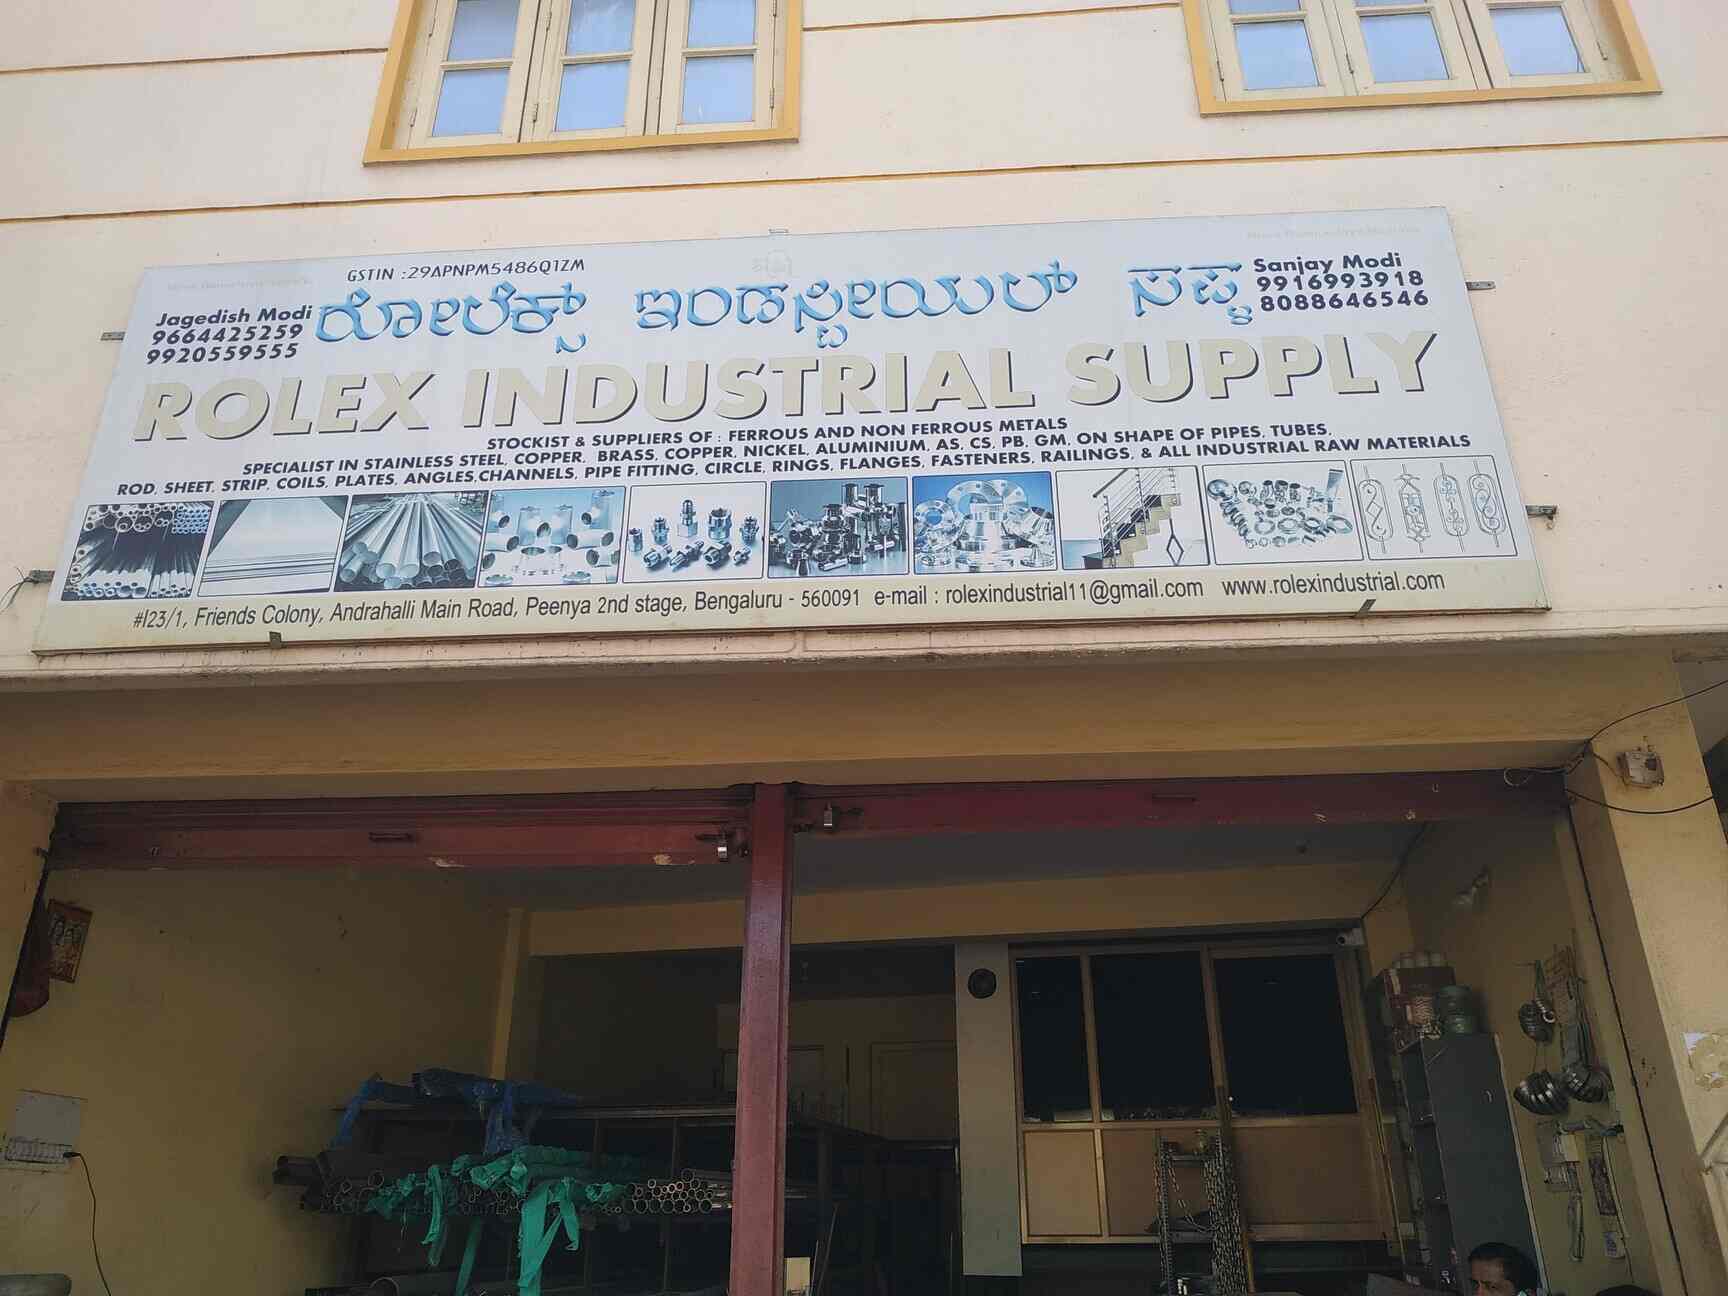 GSTIN :29APNPM5486Q1ZM
Jagedish Modi
9664425259
9920559555
ರೋಲೆಕ್ಸ್ ಇಂಡಸ್ಟ್ರೀಯಲ್ ಸಪ್ಲೈ
Sanjay Modi
9916993918
8088646546
ROLEX INDUSTRIAL SUPPLY
STOCKIST & SUPPLIERS OF : FERROUS AND NON FERROUS METALS
SPECIALIST IN STAINLESS STEEL, COPPER, BRASS, COPPER, NICKEL, ALUMINIUM, AS, CS, PB, GM, ON SHAPE OF PIPES, TUBES,
ROD, SHEET, STRIP, COILS, PLATES, ANGLES,CHANNELS, PIPE FITTING, CIRCLE, RINGS, FLANGES, FASTENERS, RAILINGS, & ALL INDUSTRIAL RAW MATERIALS
#I23/1, Friends Colony, Andrahalli Main Road, Peenya 2nd stage, Bengaluru - 560091 e-mail : rolexindustrial11@gmail.com www.rolexindustrial.com